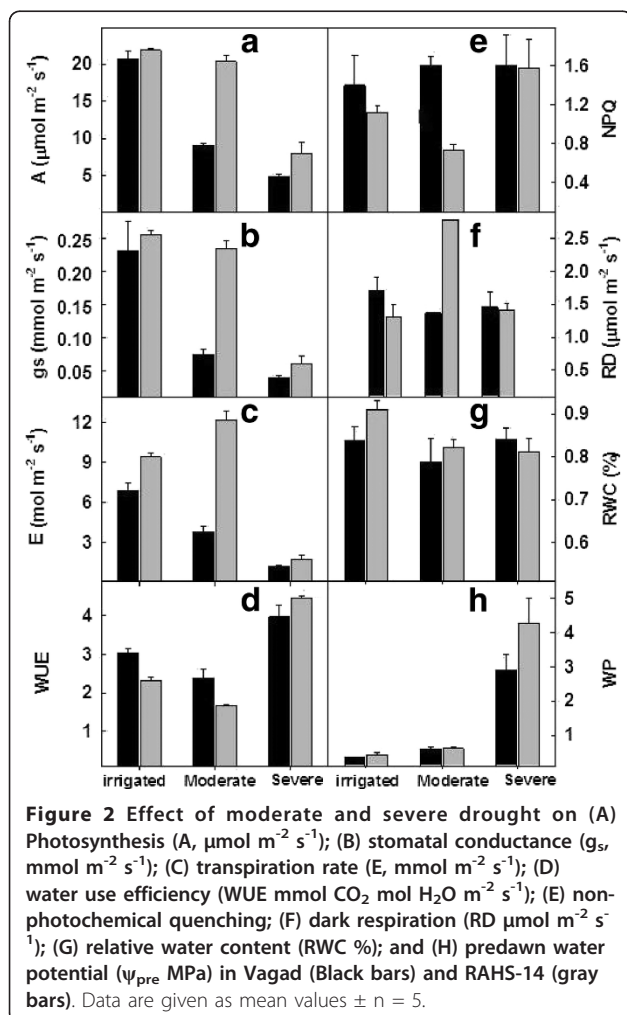 a
e
20
15
10
5
A (μmol m⁻² s⁻¹)
1.6
1.2
0.8
0.4
NPQ
b
f
0.25
0.20
0.15
0.10
0.05
gs (mmol m⁻² s⁻¹)
2.5
2.0
1.5
1.0
0.5
RD (μmol m⁻² s⁻¹)
c
g
12
9
6
3
E (mol m⁻² s⁻¹)
0.9
0.8
0.7
0.6
RWC (%)
d
h
4
3
2
1
WUE
5
4
3
2
1
WP
irrigated Moderate Severe
irrigated Moderate Severe
Figure 2 Effect of moderate and severe drought on (A)
Photosynthesis (A, μmol m⁻² s⁻¹); (B) stomatal conductance (gₛ,
mmol m⁻² s⁻¹); (C) transpiration rate (E, mmol m⁻² s⁻¹); (D)
water use efficiency (WUE mmol CO₂ mol H₂O m⁻² s⁻¹); (E) non-
photochemical quenching; (F) dark respiration (RD μmol m⁻² s⁻
¹); (G) relative water content (RWC %); and (H) predawn water
potential (ψpre MPa) in Vagad (Black bars) and RAHS-14 (gray
bars). Data are given as mean values ± n = 5.